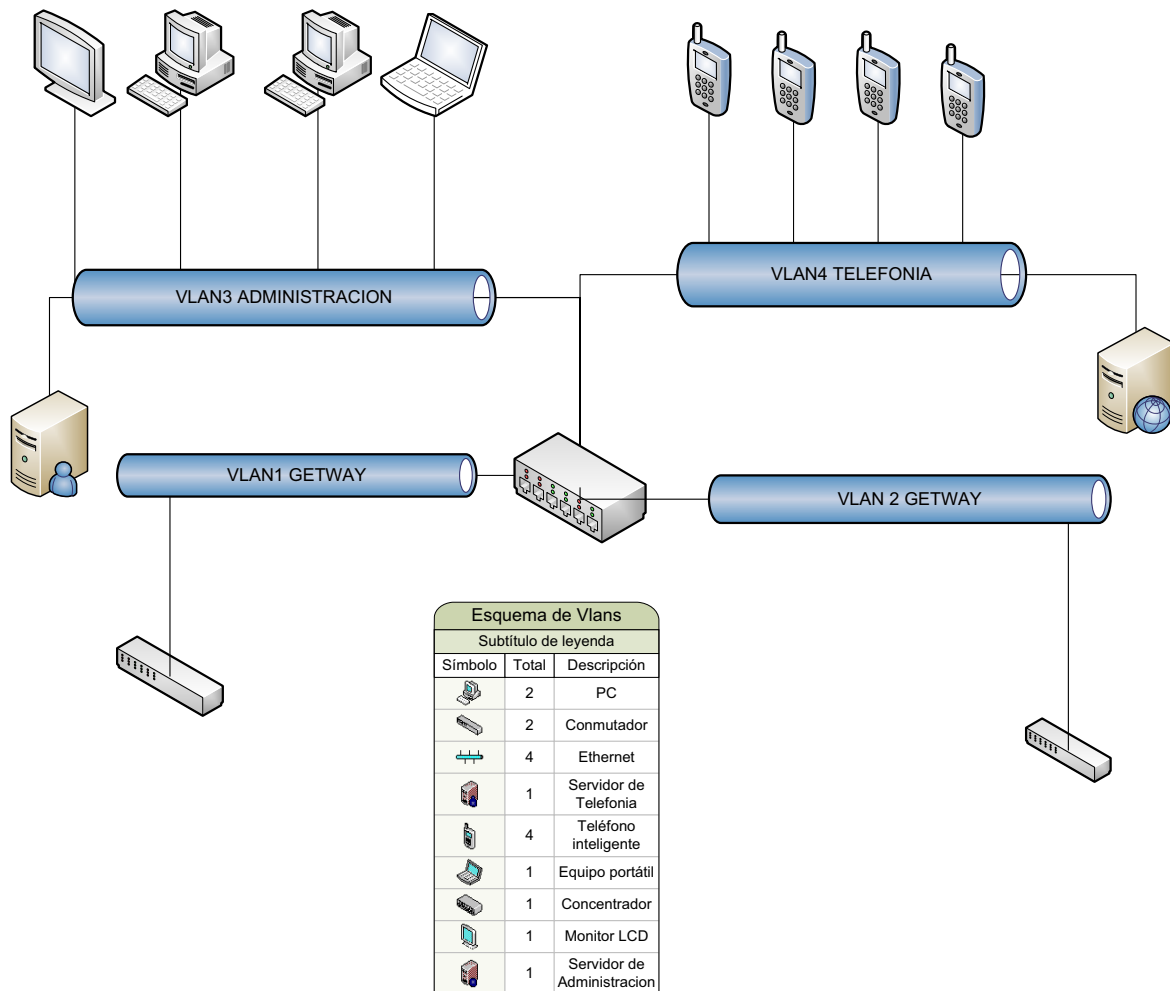 VLAN3 ADMINISTRACION
VLAN4 TELEFONIA
VLAN1 GETWAY
VLAN 2 GETWAY
Esquema de Vlans
Subtítulo de leyenda
Símbolo Total Descripción
2 PC
2 Conmutador
4 Ethernet
1 Servidor de
Telefonia
4 Teléfono
inteligente
1 Equipo portátil
1 Concentrador
1 Monitor LCD
1 Servidor de
Administracion